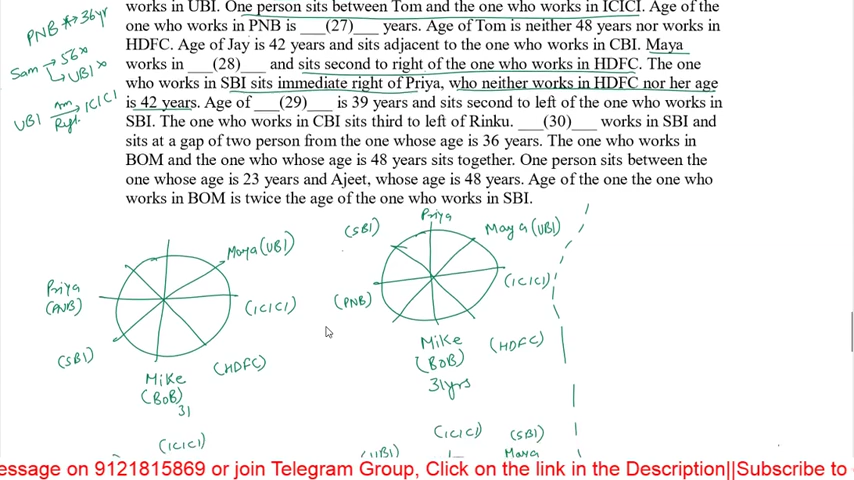 works in UBI. One person sits between Tom and the one who works in ICICI. Age of the
one who works in PNB is ___(27)___ years. Age of Tom is neither 48 years nor works in
HDFC. Age of Jay is 42 years and sits adjacent to the one who works in CBI. Maya
works in ___(28)___ and sits second to right of the one who works in HDFC. The one
who works in SBI sits immediate right of Priya, who neither works in HDFC nor her age
is 42 years. Age of ___(29)___ is 39 years and sits second to left of the one who works in
SBI. The one who works in CBI sits third to left of Rinku. ___(30)___ works in SBI and
sits at a gap of two person from the one whose age is 36 years. The one who works in
BOM and the one who whose age is 48 years sits together. One person sits between the
one whose age is 23 years and Ajeet, whose age is 48 years. Age of the one the one who
works in BOM is twice the age of the one who works in SBI.
PNB → 36yr
Sam → 56 x
→ UBI x
UBI → ICICI
Ryt.
Maya (UBI)
Priya
(PNB)
(ICICI)
(SBI)
(HDFC)
Mike
(BOB)
31
Priya
(SBI)
Maya (UBI)
(ICICI)
(PNB)
Mike
(BOB)
31yrs
(HDFC)
(ICICI)
(ICICI)
(SBI)
(UBI)
Maya
essage on 9121815869 or join Telegram Group, Click on the link in the Description||Subscribe to